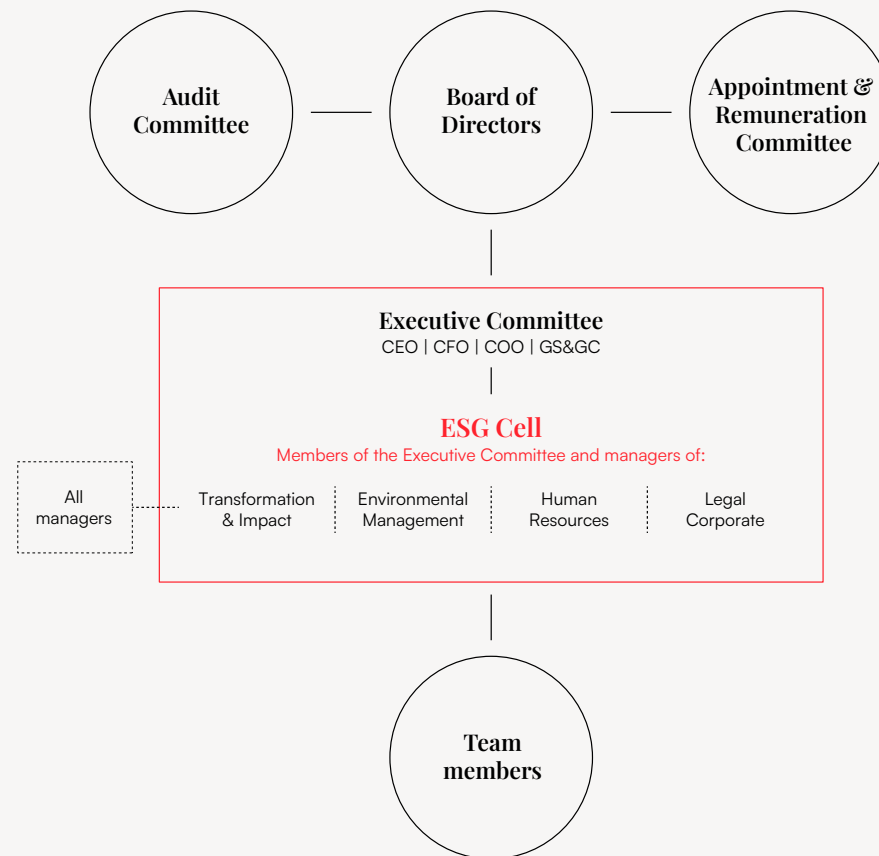 Audit
Committee
Board of
Directors
Appointment &
Remuneration
Committee
Executive Committee
CEO | CFO | COO | GS&GC
ESG Cell
Members of the Executive Committee and managers of:
All
managers
Transformation
& Impact
Environmental
Management
Human
Resources
Legal
Corporate
Team
members